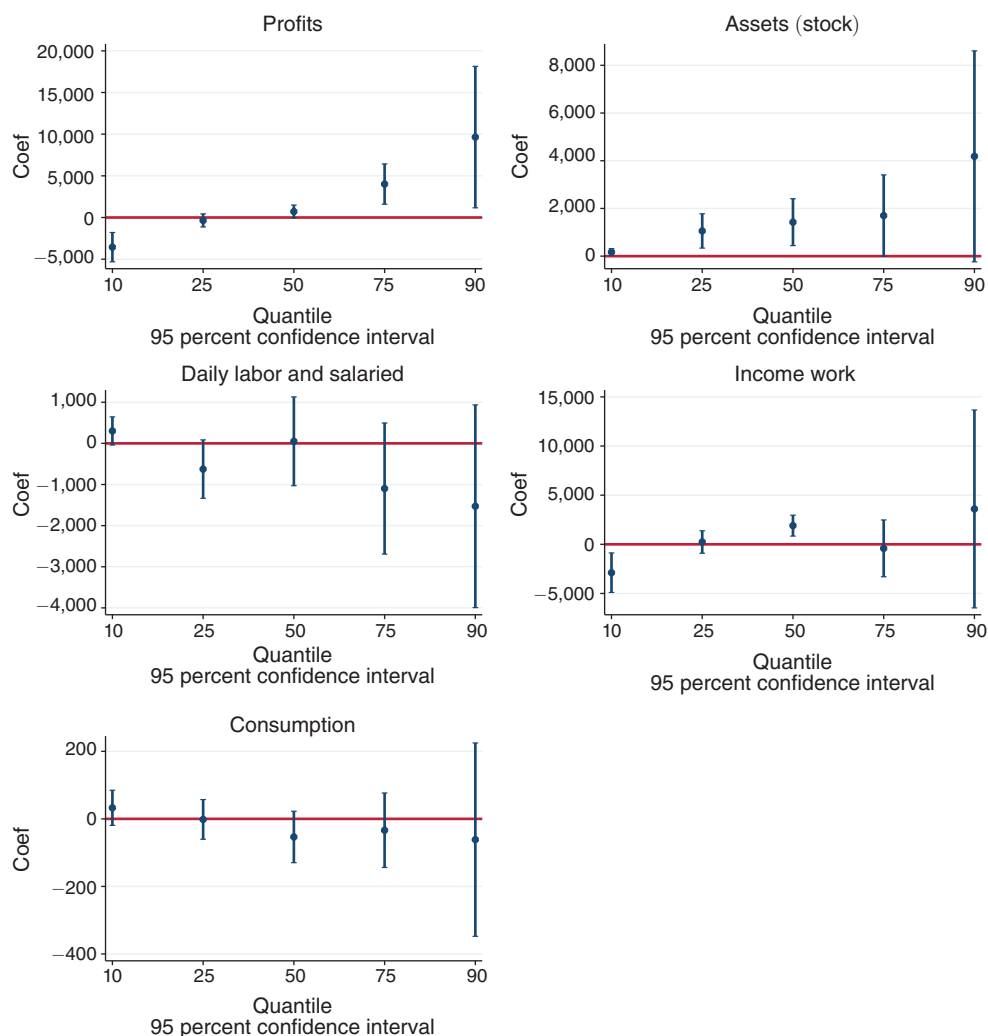 Profits
20,000
15,000
10,000
5,000
0
−5,000
Coef
10 25 50 75 90
Quantile
95 percent confidence interval
Assets (stock)
8,000
6,000
4,000
2,000
0
Coef
10 25 50 75 90
Quantile
95 percent confidence interval
Daily labor and salaried
1,000
0
−1,000
−2,000
−3,000
−4,000
Coef
10 25 50 75 90
Quantile
95 percent confidence interval
Income work
15,000
10,000
5,000
0
−5,000
Coef
10 25 50 75 90
Quantile
95 percent confidence interval
Consumption
200
0
−200
−400
Coef
10 25 50 75 90
Quantile
95 percent confidence interval